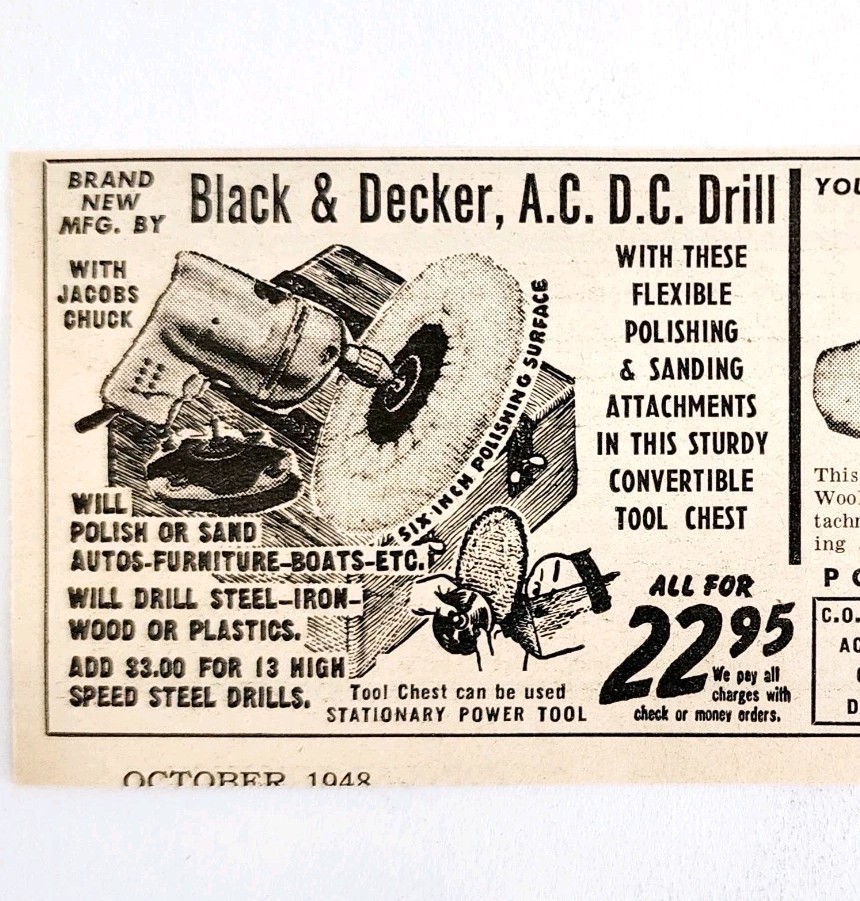 BRAND
NEW
MFG. BY
Black & Decker, A.C. D.C. Drill
WITH
JACOBS
CHUCK
WITH THESE
FLEXIBLE
POLISHING
& SANDING
ATTACHMENTS
IN THIS STURDY
CONVERTIBLE
TOOL CHEST
SIX-INCH POLISHING SURFACE
WILL
POLISH OR SAND
AUTOS-FURNITURE-BOATS-ETC.
WILL DRILL STEEL-IRON-
WOOD OR PLASTICS.
ADD $3.00 FOR 13 HIGH
SPEED STEEL DRILLS.
Tool Chest can be used
STATIONARY POWER TOOL
ALL FOR
22 95
We pay all
charges with
check or money orders.
YOU
This
Wool
tachn
ing
P O
C.O.
AC
D
OCTOBER, 1948